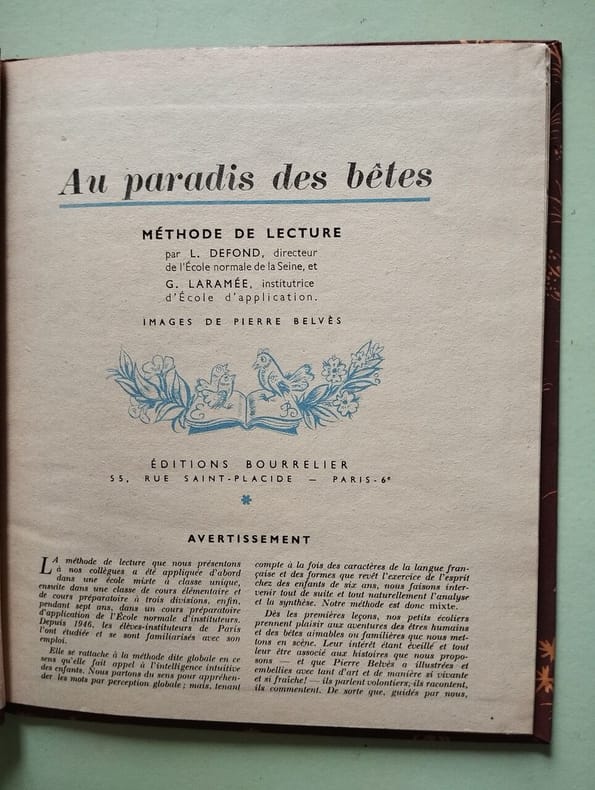 Au paradis des bêtes
MÉTHODE DE LECTURE
par L. DEFOND, directeur
de l'École normale de la Seine, et
G. LARAMÉE, institutrice
d'École d'application.
IMAGES DE PIERRE BELVÈS
ÉDITIONS BOURRELIER
55, RUE SAINT-PLACIDE — PARIS-6e
*
AVERTISSEMENT
LA méthode de lecture que nous présentons
à nos collègues a été appliquée d'abord
dans une école mixte à classe unique,
ensuite dans une classe de cours élémentaire et
de cours préparatoire à trois divisions, enfin,
pendant sept ans, dans un cours préparatoire
d'application de l'École normale d'instituteurs.
Depuis 1946, les élèves-instituteurs de Paris
l'ont étudiée et se sont familiarisés avec son
emploi.
Elle se rattache à la méthode dite globale en ce
sens qu'elle fait appel à l'intelligence intuitive
des enfants. Nous partons du sens pour appréhen-
der les mots par perception globale ; mais, tenant
compte à la fois des caractères de la langue fran-
çaise et des formes que revêt l'exercice de l'esprit
chez des enfants de six ans, nous faisons inter-
venir tout de suite et tout naturellement l'analyse
et la synthèse. Notre méthode est donc mixte.
Dès les premières leçons, nos petits écoliers
prennent plaisir aux aventures des êtres humains
et des bêtes aimables ou familières que nous met-
tons en scène. Leur intérêt étant éveillé et tout
leur être associé aux histoires que nous propo-
sons — et que Pierre Belvès a illustrées et
embellies avec tant d'art et de manière si vivante
et si fraîche ! — ils parlent volontiers, ils racontent,
ils commentent. De sorte que, guidés par nous,